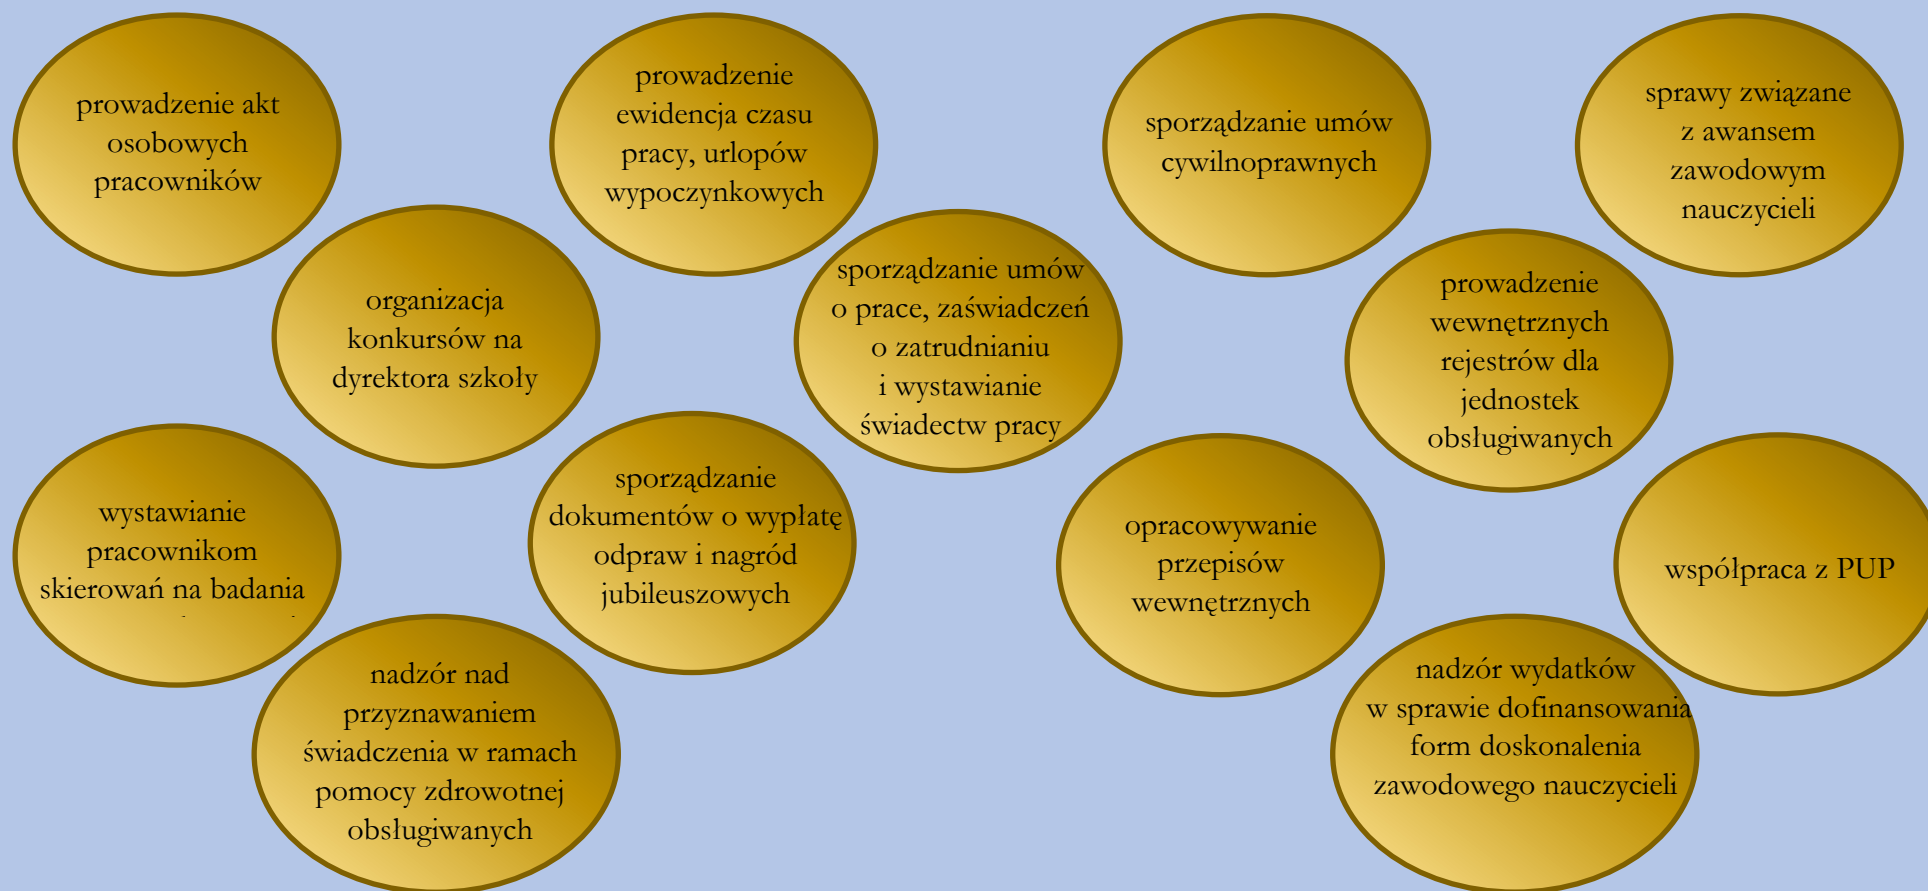 prowadzenie akt
osobowych
pracowników
prowadzenie
ewidencja czasu
pracy, urlopów
wypoczynkowych
sporządzanie umów
cywilnoprawnych
sprawy związane
z awansem
zawodowym
nauczycieli
organizacja
konkursów na
dyrektora szkoły
sporządzanie umów
o prace, zaświadczeń
o zatrudnianiu
i wystawianie
świadectw pracy
prowadzenie
wewnętrznych
rejestrów dla
jednostek
obsługiwanych
wystawianie
pracownikom
skierowań na badania
sporządzanie
dokumentów o wypłatę
odpraw i nagród
jubileuszowych
opracowywanie
przepisów
wewnętrznych
współpraca z PUP
nadzór nad
przyznawaniem
świadczenia w ramach
pomocy zdrowotnej
obsługiwanych
nadzór wydatków
w sprawie dofinansowania
form doskonalenia
zawodowego nauczycieli